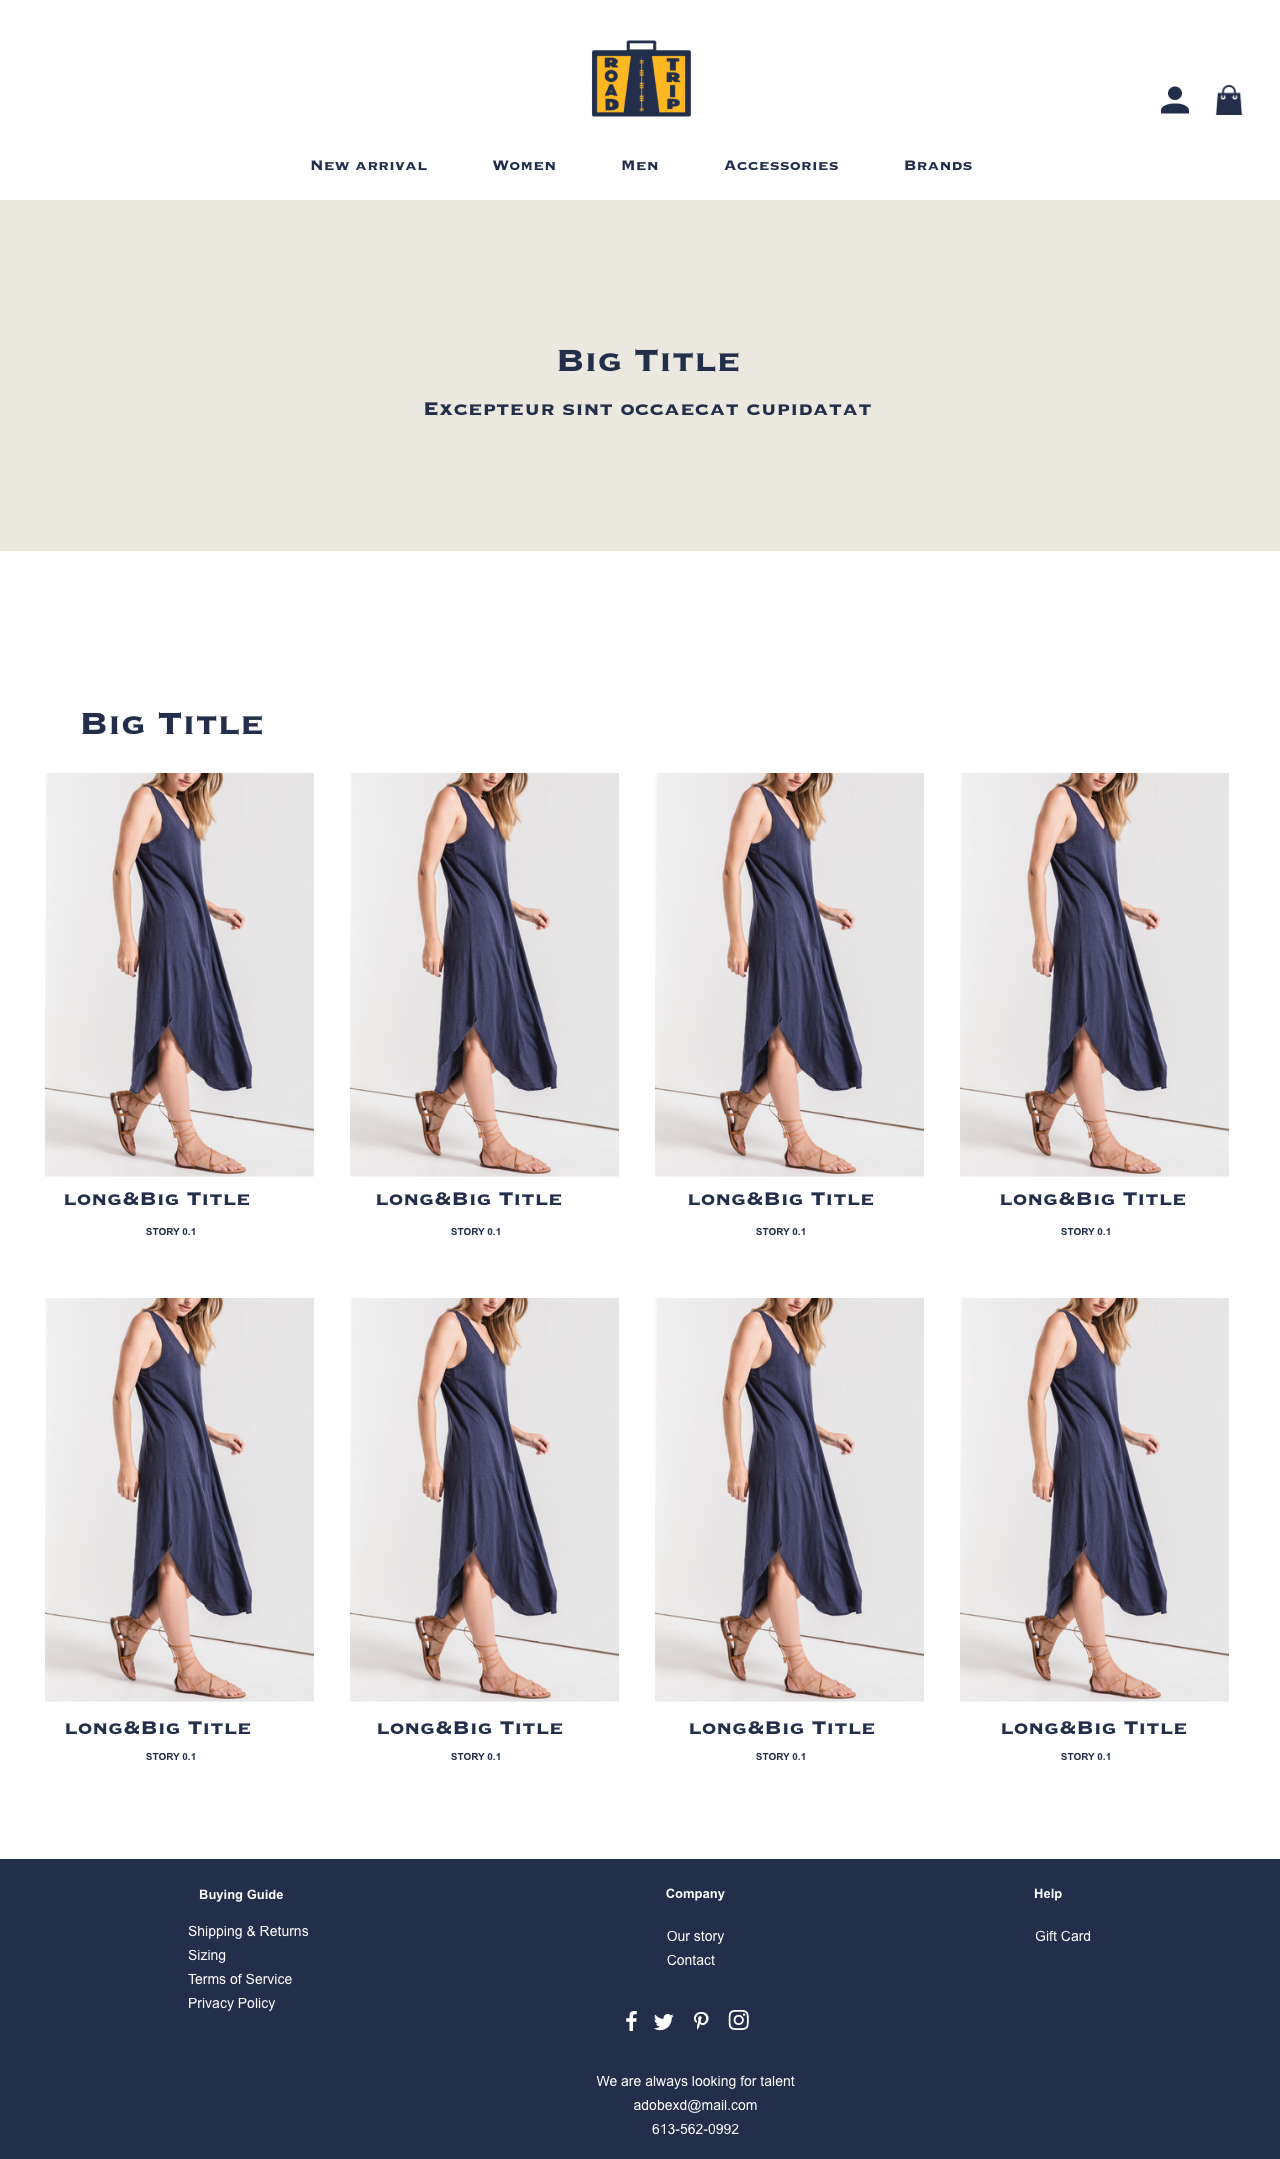 ROAD TRIP
New arrival Women Men Accessories Brands
Big Title
Excepteur sint occaecat cupidatat
Big Title
long&Big Title long&Big Title long&Big Title long&Big Title
STORY 0.1 STORY 0.1 STORY 0.1 STORY 0.1
long&Big Title long&Big Title long&Big Title long&Big Title
STORY 0.1 STORY 0.1 STORY 0.1 STORY 0.1
Buying Guide
Shipping & Returns
Sizing
Terms of Service
Privacy Policy
Company
Our story
Contact
Help
Gift Card
We are always looking for talent
adobexd@mail.com
613-562-0992